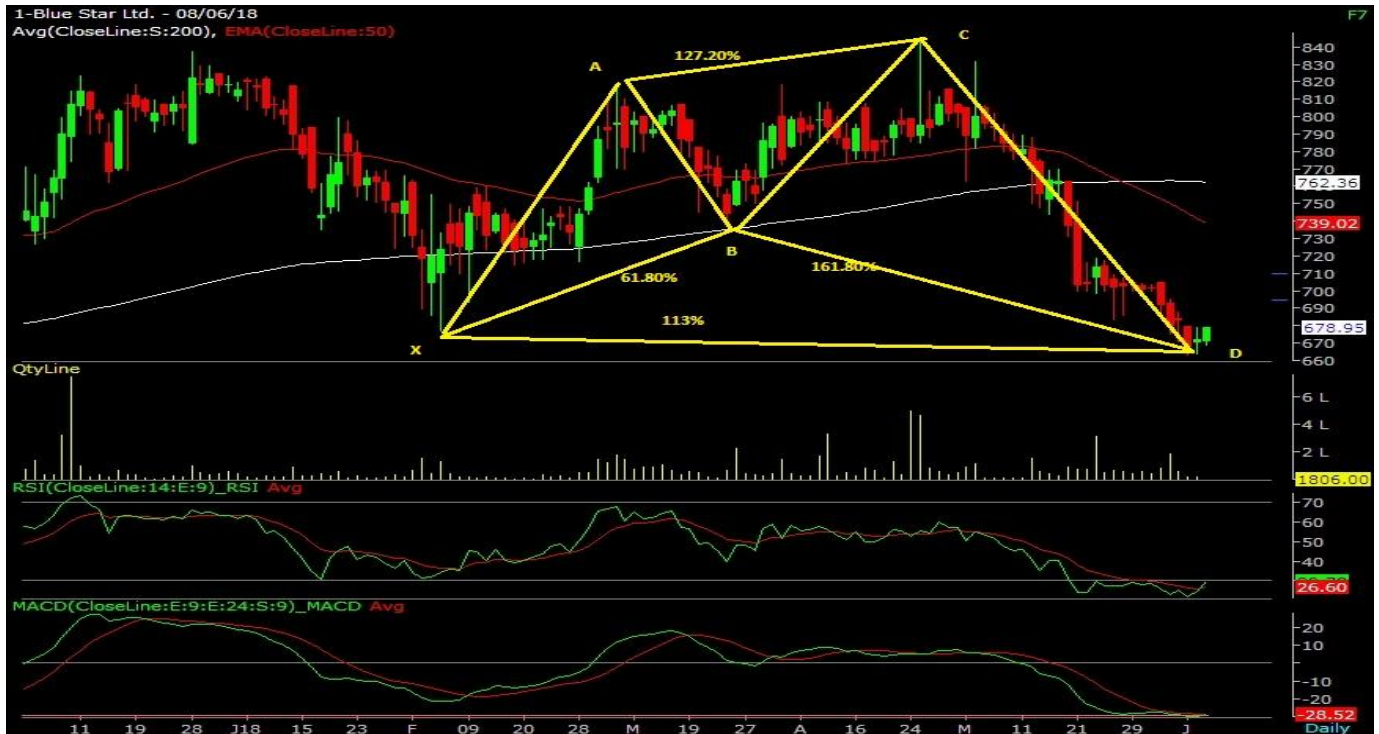 1-Blue Star Ltd. - 08/06/18
F7
Avg(CloseLine:S:200), EMA(CloseLine:50)
C
127.20%
A
840
830
820
810
800
790
780
770
762.36
750
739.02
730
B
161.80%
720
61.80%
710
700
690
113%
678.95
X
D
670
660
QtyLine
6 L
4 L
2 L
1806.00
RSI(CloseLine:14:E:9)_RSI Avg
70
60
50
40
26.60
MACD(CloseLine:E:9:E:24:S:9)_MACD Avg
20
10
-10
-20
-28.52
11 19 28 J18 15 23 F 09 20 28 M 19 27 A 16 24 M 11 21 29 J Daily